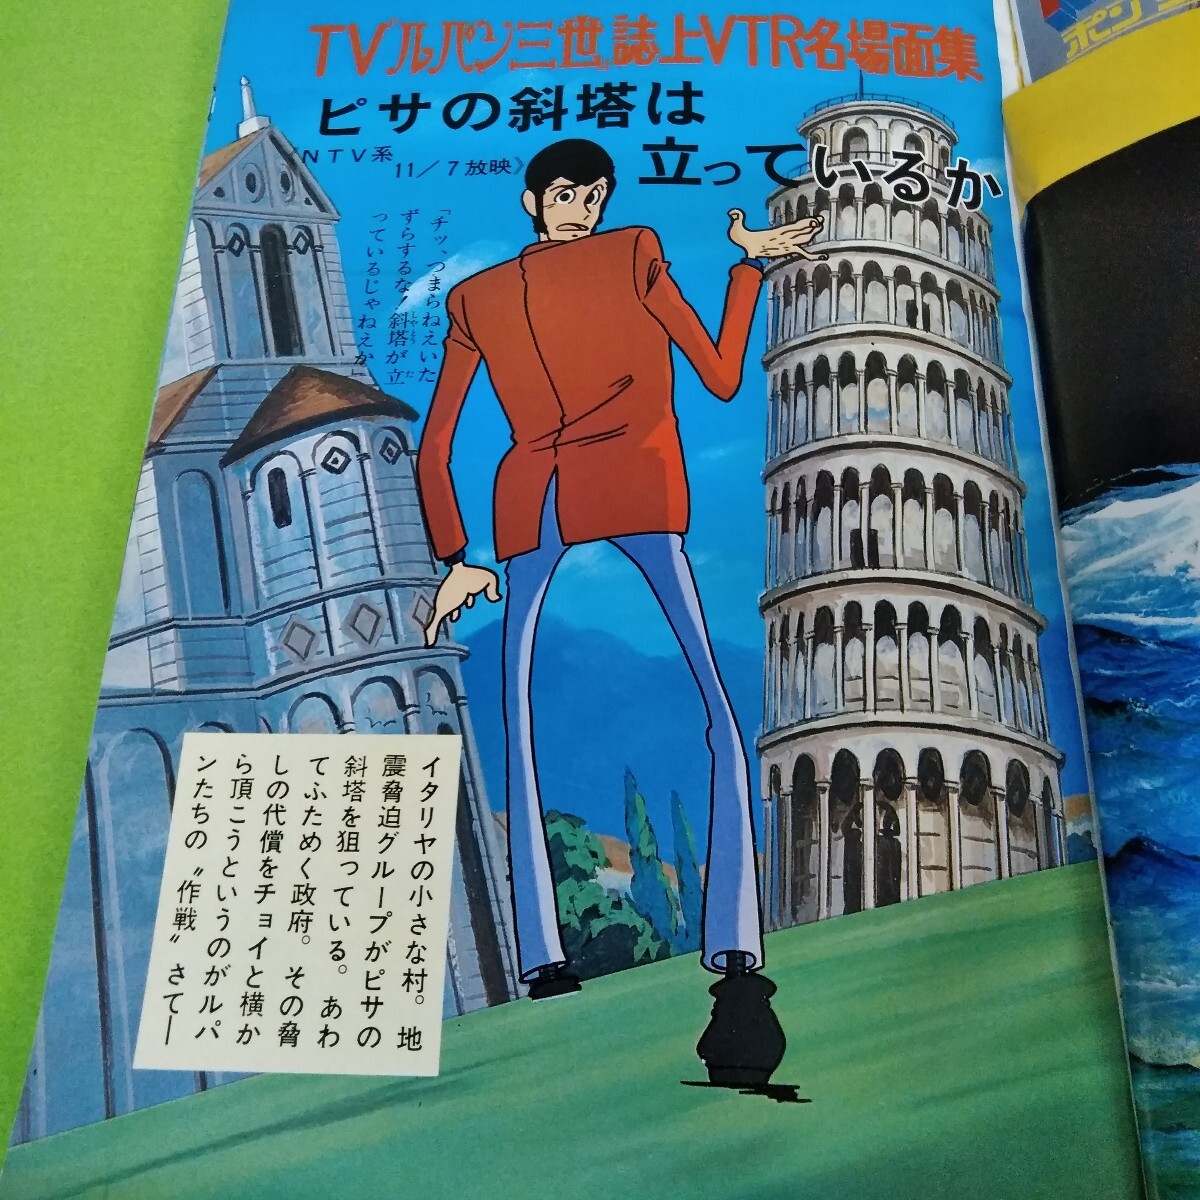 TV『ルパン三世』誌上VTR名場面集
ピサの斜塔は
立っているか
《NTV系
11/7放映》
「チッ、つまらねえいた
ずらするな!斜塔が立
っているじゃねえか」
イタリヤの小さな村。地
震脅迫グループがピサの
斜塔を狙っている。あわ
てふためく政府。その脅
しの代償をチョイと横か
ら頂こうというのがルパ
ンたちの〝作戦〟さて—